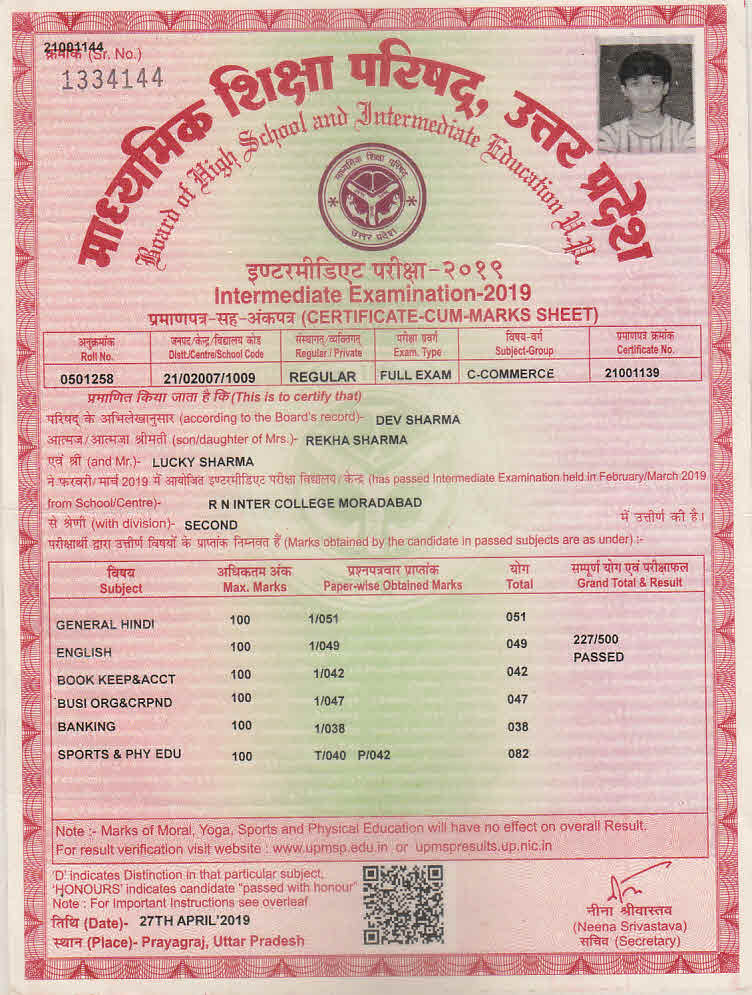 21001144
क्रमांक (Sr. No.)
1334144
माध्यमिक शिक्षा परिषद्, उत्तर प्रदेश
Board of High School and Intermediate Education U.P.
माध्यमिक शिक्षा परिषद्
उत्तर प्रदेश
इण्टरमीडिएट परीक्षा-२०१९
Intermediate Examination-2019
प्रमाणपत्र-सह-अंकपत्र (CERTIFICATE-CUM-MARKS SHEET)
अनुक्रमांक जनपद/केन्द्र/विद्यालय कोड संस्थागत/व्यक्तिगत परीक्षा प्रवर्ग विषय-वर्ग प्रमाणपत्र क्रमांक
Roll No. Distt./Centre/School Code Regular / Private Exam. Type Subject-Group Certificate No.
0501258 21/02007/1009 REGULAR FULL EXAM C-COMMERCE 21001139
प्रमाणित किया जाता है कि (This is to certify that)
परिषद् के अभिलेखानुसार (according to the Board's record)- DEV SHARMA
आत्मज/आत्मजा श्रीमती (son/daughter of Mrs.)- REKHA SHARMA
एवं श्री (and Mr.)- LUCKY SHARMA
ने फरवरी/मार्च 2019 में आयोजित इण्टरमीडिएट परीक्षा विद्यालय/केन्द्र (has passed Intermediate Examination held in February/March 2019
from School/Centre)- R N INTER COLLEGE MORADABAD
से श्रेणी (with division)- SECOND में उत्तीर्ण की है।
परीक्षार्थी द्वारा उत्तीर्ण विषयों के प्राप्तांक निम्नवत हैं (Marks obtained by the candidate in passed subjects are as under) :-
विषय अधिकतम अंक प्रश्नपत्रवार प्राप्तांक योग सम्पूर्ण योग एवं परीक्षाफल
Subject Max. Marks Paper-wise Obtained Marks Total Grand Total & Result
GENERAL HINDI 100 1/051 051
ENGLISH 100 1/049 049 227/500
PASSED
BOOK KEEP&ACCT 100 1/042 042
BUSI ORG&CRPND 100 1/047 047
BANKING 100 1/038 038
SPORTS & PHY EDU 100 T/040 P/042 082
Note :- Marks of Moral, Yoga, Sports and Physical Education will have no effect on overall Result.
For result verification visit website : www.upmsp.edu.in or upmspresults.up.nic.in
'D' indicates Distinction in that particular subject,
'HONOURS' indicates candidate "passed with honour"
Note : For Important Instructions see overleaf
तिथि (Date)- 27TH APRIL'2019
स्थान (Place)- Prayagraj, Uttar Pradesh
नीना श्रीवास्तव
(Neena Srivastava)
सचिव (Secretary)